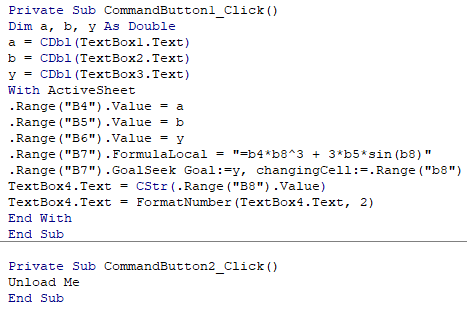 Private Sub CommandButton1_Click()
Dim a, b, y As Double
a = CDbl(TextBox1.Text)
b = CDbl(TextBox2.Text)
y = CDbl(TextBox3.Text)
With ActiveSheet
.Range("B4").Value = a
.Range("B5").Value = b
.Range("B6").Value = y
.Range("B7").FormulaLocal = "=b4*b8^3 + 3*b5*sin(b8)"
.Range("B7").GoalSeek Goal:=y, changingCell:=.Range("b8")
TextBox4.Text = CStr(.Range("B8").Value)
TextBox4.Text = FormatNumber(TextBox4.Text, 2)
End With
End Sub
Private Sub CommandButton2_Click()
Unload Me
End Sub